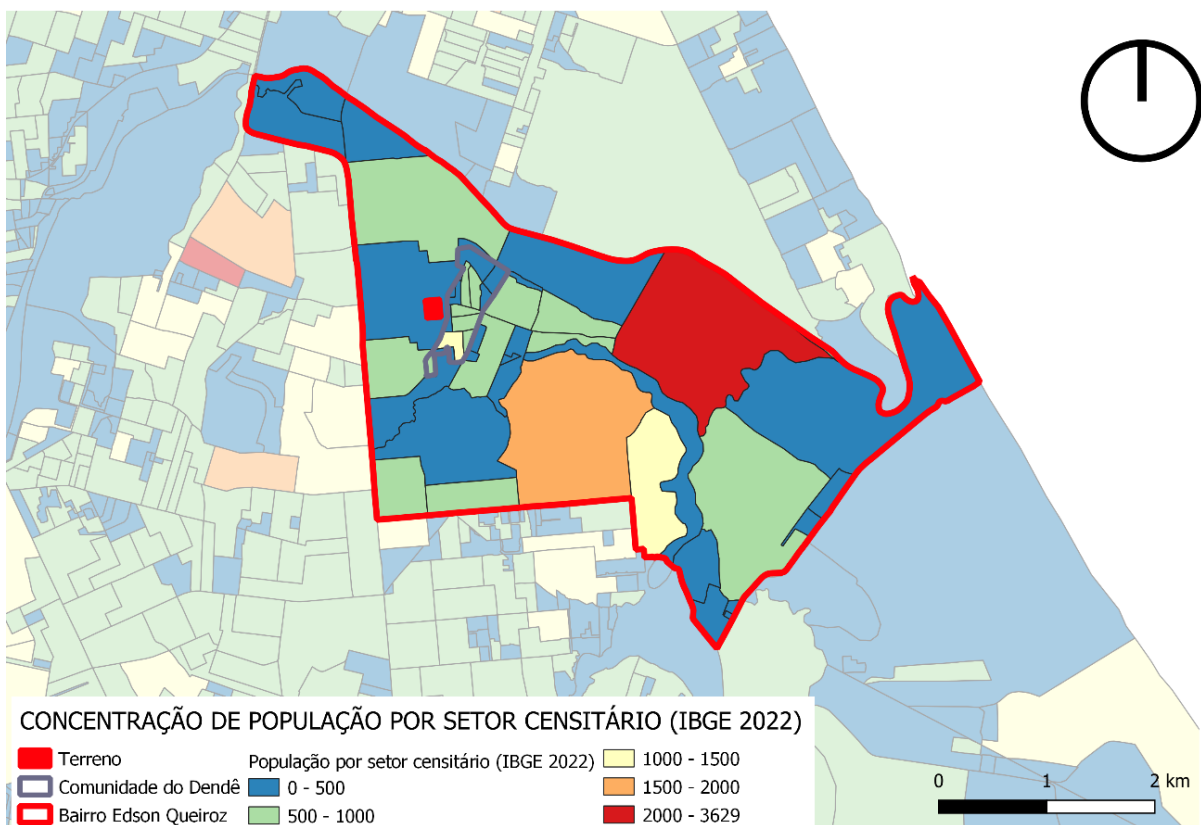 CONCENTRAÇÃO DE POPULAÇÃO POR SETOR CENSITÁRIO (IBGE 2022)
Terreno
Comunidade do Dendê
Bairro Edson Queiroz
População por setor censitário (IBGE 2022)
0 - 500
500 - 1000
1000 - 1500
1500 - 2000
2000 - 3629
0 1 2 km